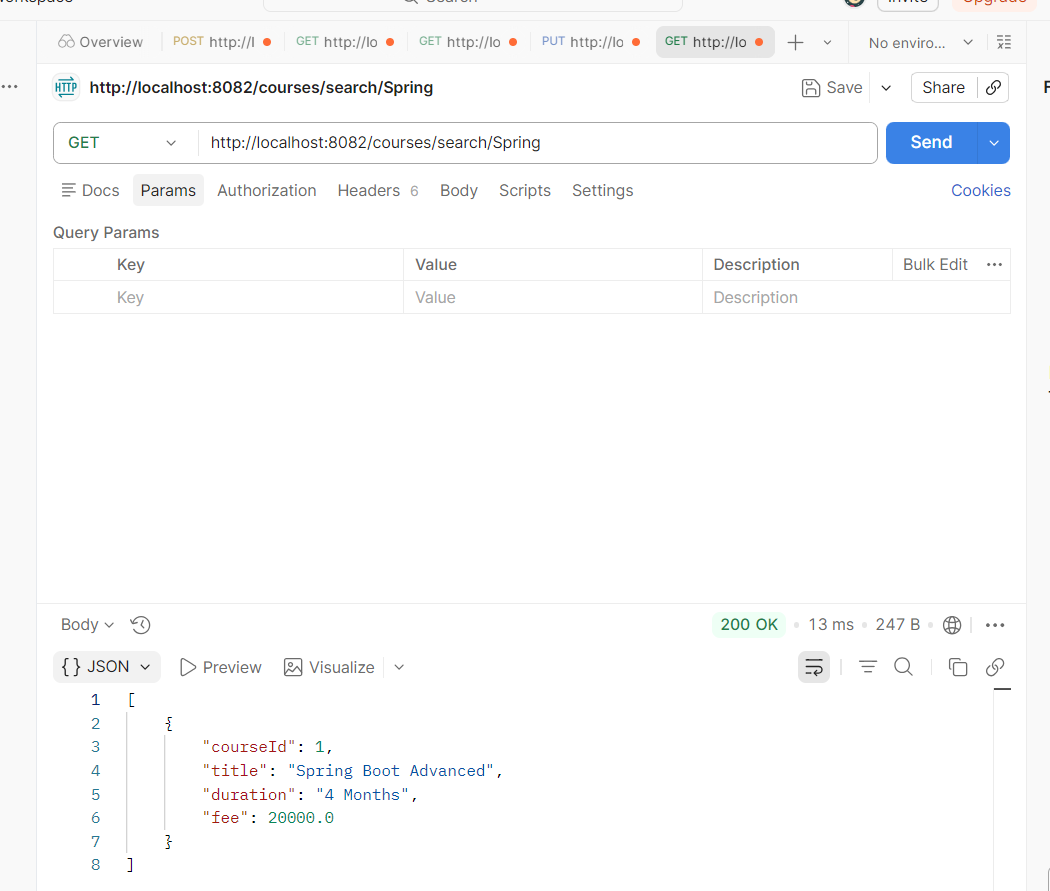 Search
Invite
Upgrade
Overview
POST http://l
GET http://lo
GET http://lo
PUT http://lo
GET http://lo
No enviro...
HTTP
http://localhost:8082/courses/search/Spring
Save
Share
GET
http://localhost:8082/courses/search/Spring
Send
Docs
Params
Authorization
Headers 6
Body
Scripts
Settings
Cookies
Query Params
Key Value Description Bulk Edit
Key Value Description
Body
200 OK
13 ms
247 B
{} JSON
Preview
Visualize
1 [
2 {
3 "courseId": 1,
4 "title": "Spring Boot Advanced",
5 "duration": "4 Months",
6 "fee": 20000.0
7 }
8 ]